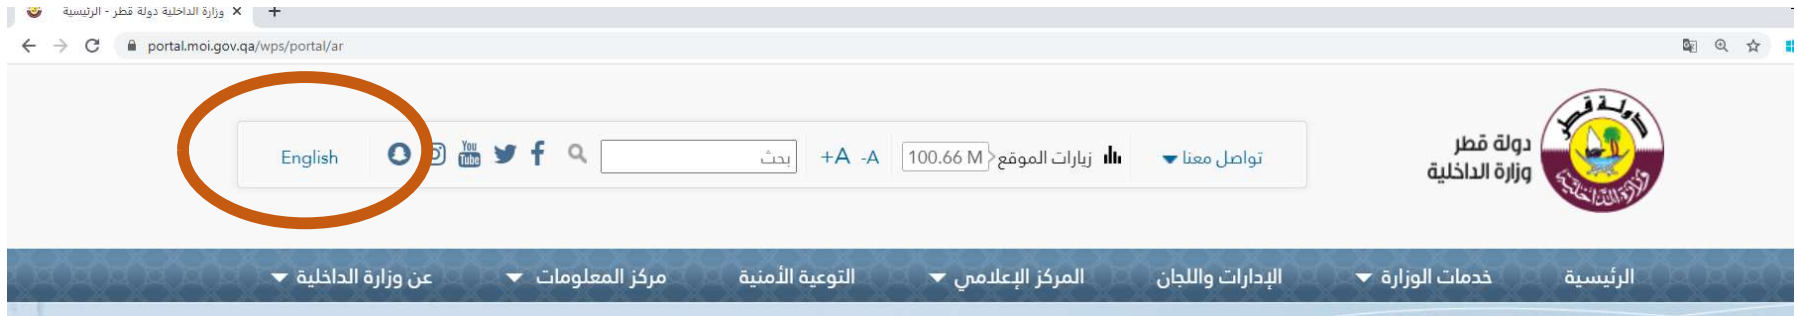 وزارة الداخلية دولة قطر - الرئيسية
portal.moi.gov.qa/wps/portal/ar
دولة قطر
وزارة الداخلية
دولة قطر
وزارة الداخلية
تواصل معنا
زيارات الموقع 100.66 M
A- A+
بحث
You Tube
English
الرئيسية
خدمات الوزارة
الإدارات واللجان
المركز الإعلامي
التوعية الأمنية
مركز المعلومات
عن وزارة الداخلية